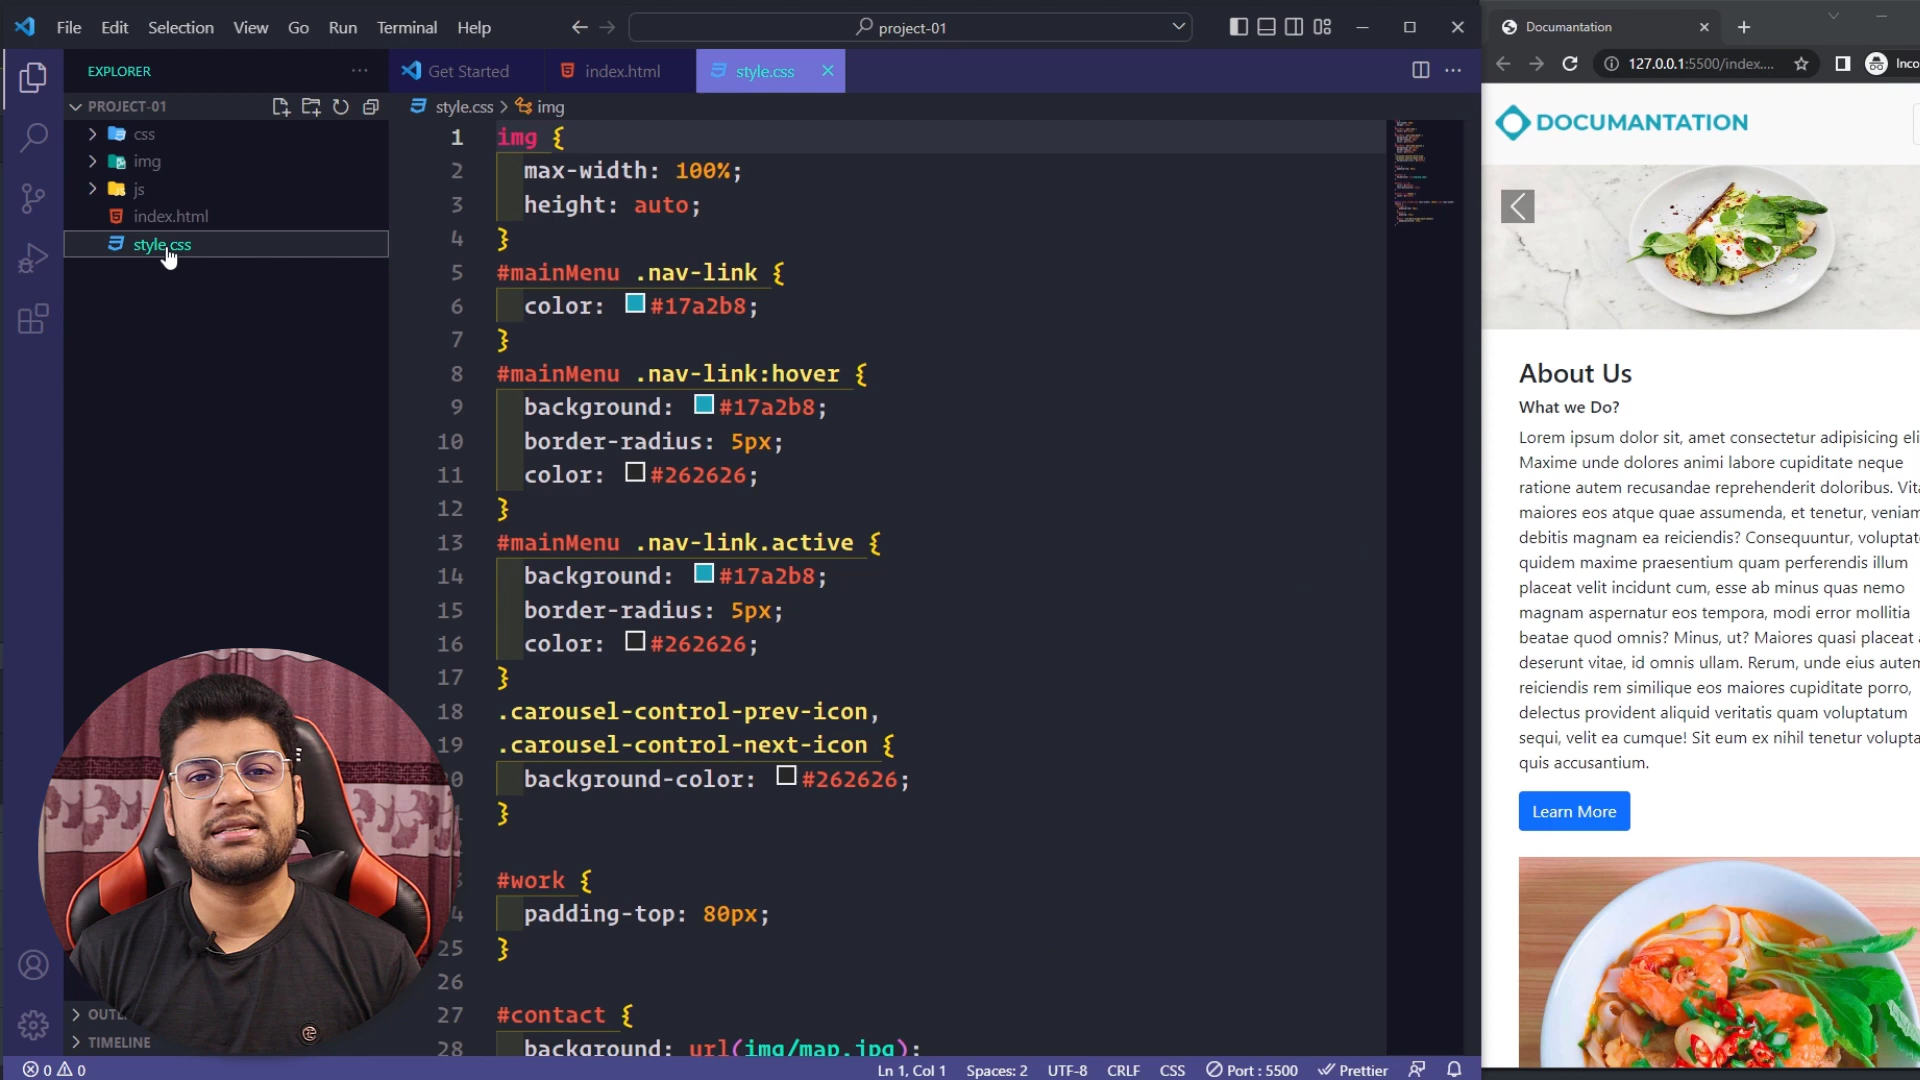 File Edit Selection View Go Run Terminal Help
project-01
EXPLORER
Get Started
index.html
style.css
PROJECT-01
css
img
js
index.html
style.css
style.css > img
1 img {
2 max-width: 100%;
3 height: auto;
4 }
5 #mainMenu .nav-link {
6 color: #17a2b8;
7 }
8 #mainMenu .nav-link:hover {
9 background: #17a2b8;
10 border-radius: 5px;
11 color: #262626;
12 }
13 #mainMenu .nav-link.active {
14 background: #17a2b8;
15 border-radius: 5px;
16 color: #262626;
17 }
18 .carousel-control-prev-icon,
19 .carousel-control-next-icon {
background-color: #262626;
}
#work {
padding-top: 80px;
25 }
26
27 #contact {
28 background: url(img/map.jpg);
TIMELINE
0 0
Ln 1, Col 1 Spaces: 2 UTF-8 CRLF CSS Port : 5500 Prettier
Documantation
127.0.0.1:5500/index....
DOCUMANTATION
About Us
What we Do?
Lorem ipsum dolor sit, amet consectetur adipisicing eli
Maxime unde dolores animi labore cupiditate neque
ratione autem recusandae reprehenderit doloribus. Vita
maiores eos atque quae assumenda, et tenetur, veniam
debitis magnam ea reiciendis? Consequuntur, voluptate
quidem maxime praesentium quam perferendis illum
placeat velit incidunt cum, esse ab minus quas nemo
magnam aspernatur eos tempora, modi error mollitia
beatae quod omnis? Minus, ut? Maiores quasi placeat a
deserunt vitae, id omnis ullam. Rerum, unde eius autem
reiciendis rem similique eos maiores cupiditate porro,
delectus provident aliquid veritatis quam voluptatum
sequi, velit ea cumque! Sit eum ex nihil tenetur volupta
quis accusantium.
Learn More